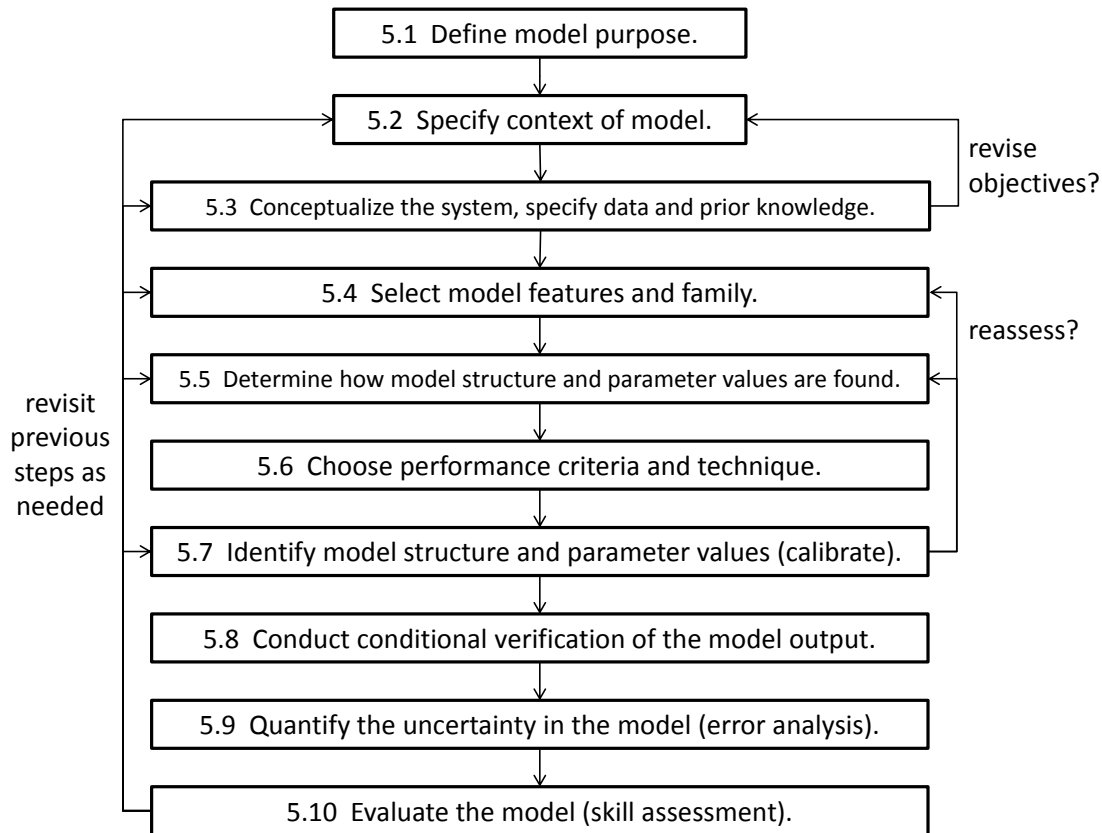 5.1 Define model purpose.
5.2 Specify context of model.
revise
objectives?
5.3 Conceptualize the system, specify data and prior knowledge.
5.4 Select model features and family.
reassess?
5.5 Determine how model structure and parameter values are found.
revisit
previous
steps as
needed
5.6 Choose performance criteria and technique.
5.7 Identify model structure and parameter values (calibrate).
5.8 Conduct conditional verification of the model output.
5.9 Quantify the uncertainty in the model (error analysis).
5.10 Evaluate the model (skill assessment).